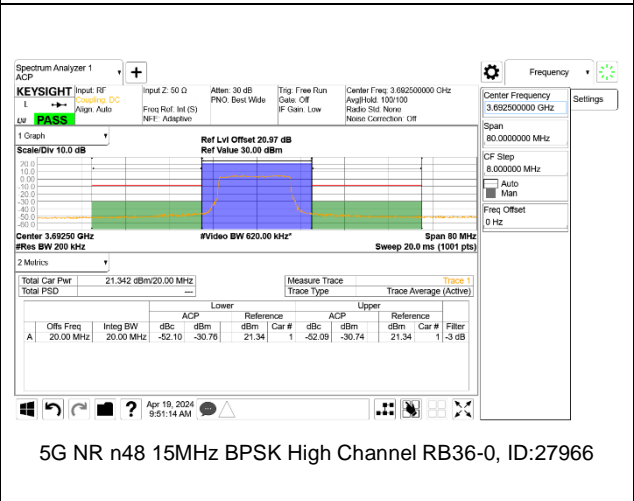 Spectrum Analyzer 1
ACP
Frequency
KEYSIGHT Input: RF Input Z: 50 Ω Atten: 30 dB Trig: Free Run Center Freq: 3.692500000 GHz
L Coupling: DC PNO: Best Wide Gate: Off Avg|Hold: 100/100
Align: Auto Freq Ref: Int (S) IF Gain: Low Radio Std: None
PASS NFE: Adaptive Noise Correction: Off
Center Frequency
3.692500000 GHz
Settings
Span
80.0000000 MHz
CF Step
8.000000 MHz
Auto
Man
Freq Offset
0 Hz
1 Graph
Scale/Div 10.0 dB
Ref Lvl Offset 20.97 dB
Ref Value 30.00 dBm
20.0
10.0
0.00
-10.0
-20.0
-30.0
-40.0
-50.0
-60.0
Center 3.69250 GHz #Video BW 620.00 kHz* Span 80 MHz
#Res BW 200 kHz Sweep 20.0 ms (1001 pts)
2 Metrics
Total Car Pwr 21.342 dBm/20.00 MHz Measure Trace Trace 1
Total PSD --- Trace Type Trace Average (Active)
Lower Upper
ACP Reference ACP Reference
Offs Freq Integ BW dBc dBm dBm Car # dBc dBm dBm Car # Filter
A 20.00 MHz 20.00 MHz -52.10 -30.76 21.34 1 -52.09 -30.74 21.34 1 -3 dB
Apr 19, 2024
9:51:14 AM
5G NR n48 15MHz BPSK High Channel RB36-0, ID:27966